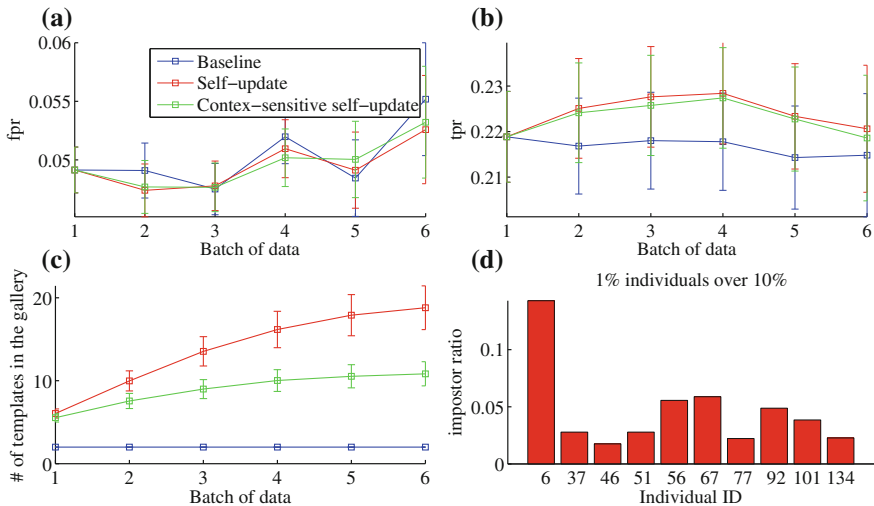 (a)
0.06
0.055
0.05
fpr
Baseline
Self-update
Contex-sensitive self-update
1 2 3 4 5 6
Batch of data
(b)
0.23
0.22
0.21
tpr
1 2 3 4 5 6
Batch of data
(c)
20
10
0
# of templates in the gallery
1 2 3 4 5 6
Batch of data
(d)
1% individuals over 10%
0.1
0.05
0
impostor ratio
6 37 46 51 56 67 77 92 101 134
Individual ID